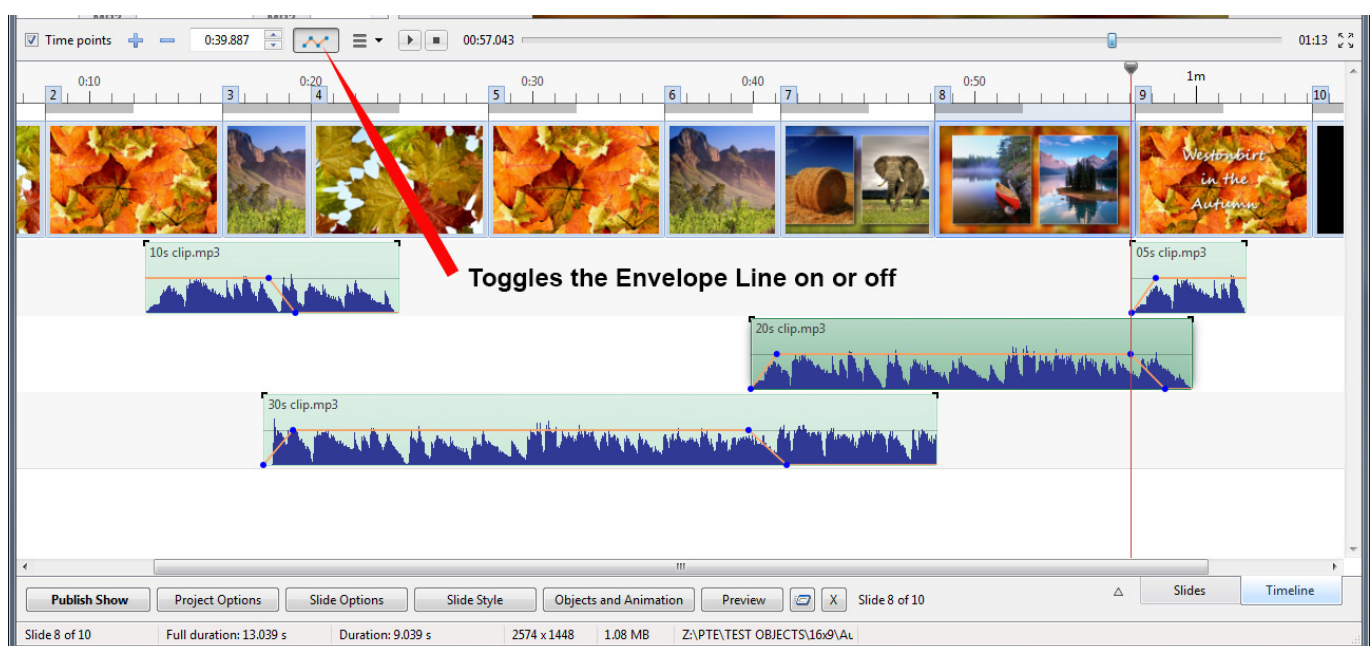 Time points 0:39.887 00:57.043 01:13
0:10 0:20 0:30 0:40 0:50 1m
2 3 4 5 6 7 8 9 10
Westonbirt
in the
Autumn
10s clip.mp3 05s clip.mp3
Toggles the Envelope Line on or off
20s clip.mp3
30s clip.mp3
Publish Show Project Options Slide Options Slide Style Objects and Animation Preview X Slide 8 of 10 Slides Timeline
Slide 8 of 10 Full duration: 13.039 s Duration: 9.039 s 2574 x 1448 1.08 MB Z:\PTE\TEST OBJECTS\16x9\Au